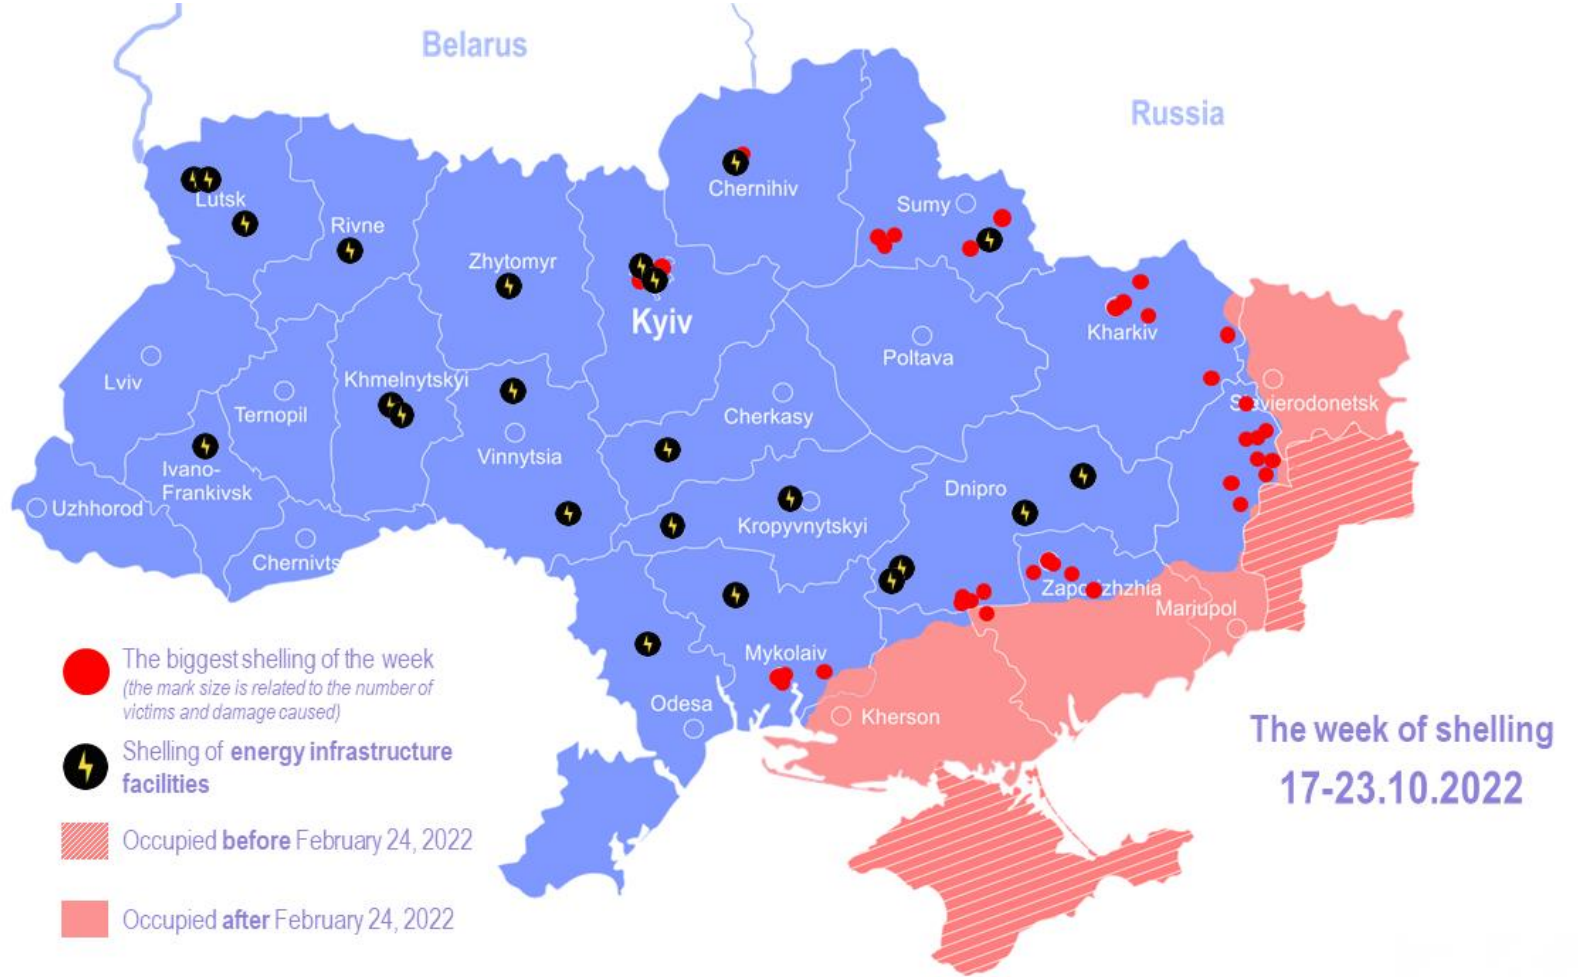 Belarus
Russia
Chernihiv
Lutsk
Sumy
Rivne
Zhytomyr
Kyiv
Kharkiv
Poltava
Lviv
Khmelnytskyi
Ternopil
Cherkasy
Sievierodonetsk
Vinnytsia
Ivano-
Frankivsk
Dnipro
Uzhhorod
Kropyvnytskyi
Chernivts
Zaporizhzhia
Mariupol
Mykolaiv
Odesa
Kherson
The biggest shelling of the week
(the mark size is related to the number of
victims and damage caused)
Shelling of energy infrastructure
facilities
Occupied before February 24, 2022
Occupied after February 24, 2022
The week of shelling
17-23.10.2022